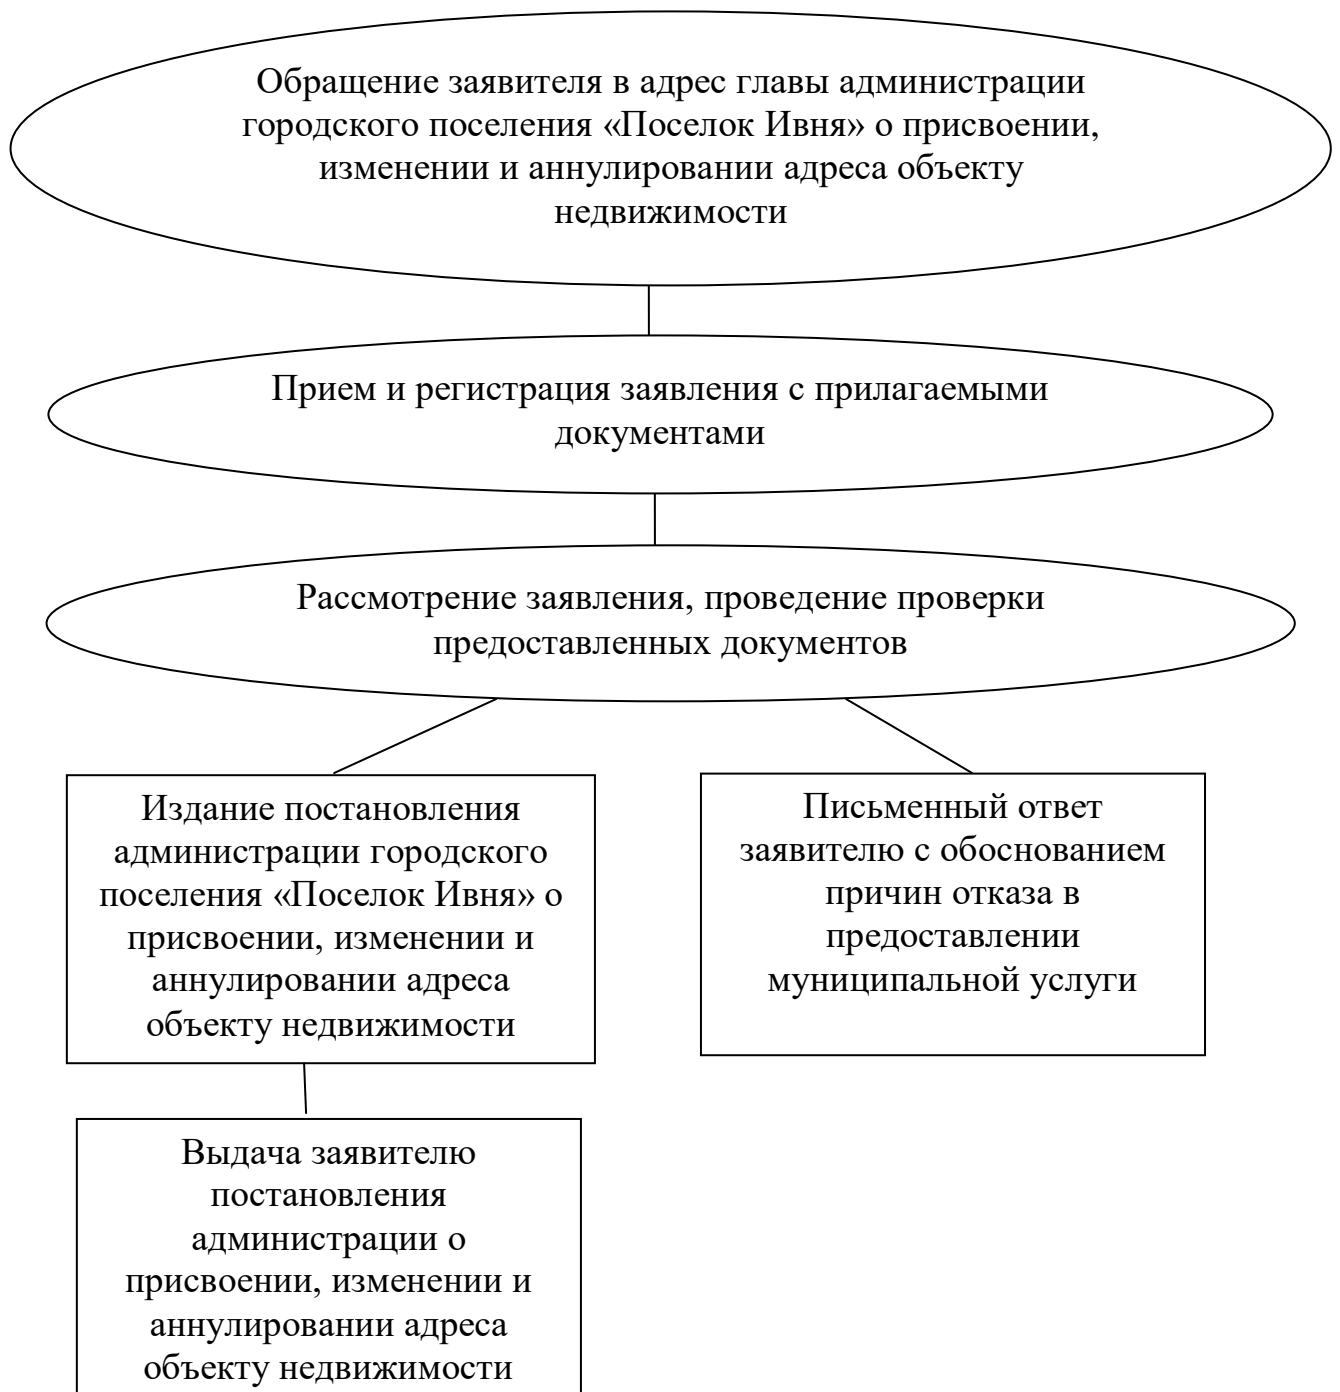 Обращение заявителя в адрес главы администрации
городского поселения «Поселок Ивня» о присвоении,
изменении и аннулировании адреса объекту
недвижимости
Прием и регистрация заявления с прилагаемыми
документами
Рассмотрение заявления, проведение проверки
предоставленных документов
Издание постановления
администрации городского
поселения «Поселок Ивня» о
присвоении, изменении и
аннулировании адреса
объекту недвижимости
Письменный ответ
заявителю с обоснованием
причин отказа в
предоставлении
муниципальной услуги
Выдача заявителю
постановления
администрации о
присвоении, изменении и
аннулировании адреса
объекту недвижимости